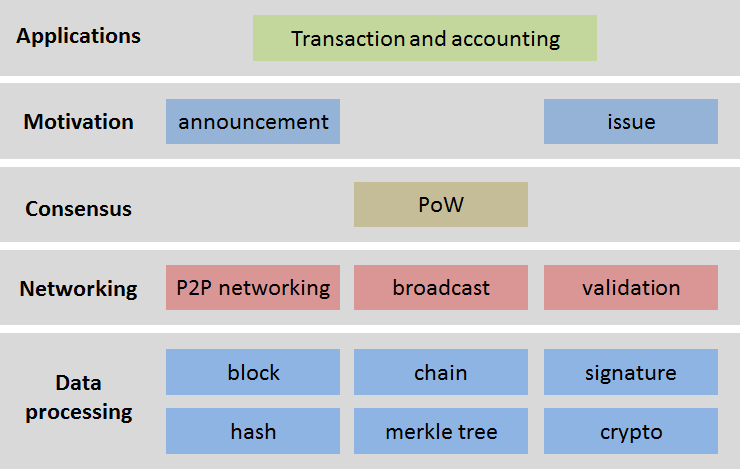 Applications
Transaction and accounting
Motivation
announcement
issue
Consensus
PoW
Networking
P2P networking
broadcast
validation
Data
processing
block
chain
signature
hash
merkle tree
crypto